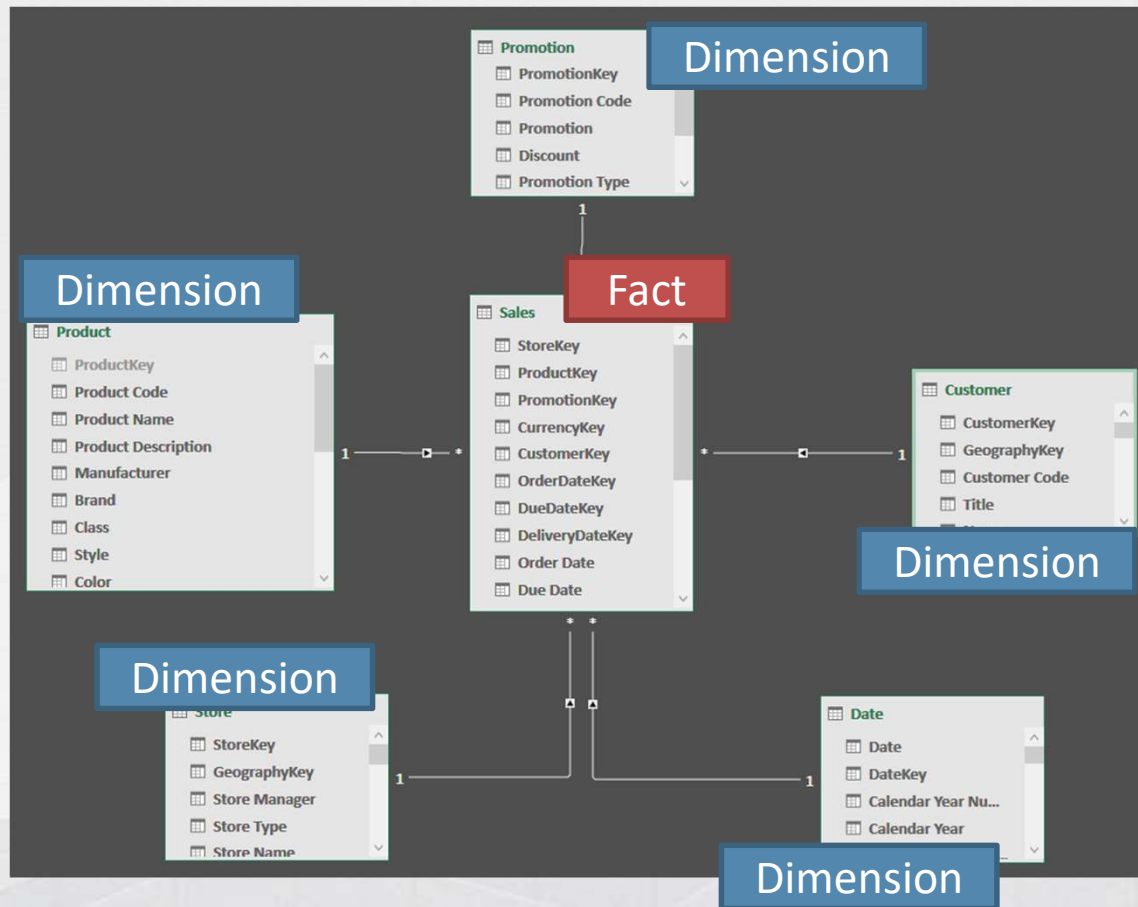 Promotion
Dimension
PromotionKey
Promotion Code
Promotion
Discount
Promotion Type
1
Dimension
Fact
Product
ProductKey
Product Code
Product Name
Product Description
Manufacturer
Brand
Class
Style
Color
1
*
Sales
StoreKey
ProductKey
PromotionKey
CurrencyKey
CustomerKey
OrderDateKey
DueDateKey
DeliveryDateKey
Order Date
Due Date
*
1
Customer
CustomerKey
GeographyKey
Customer Code
Title
Dimension
* *
Dimension
Store
StoreKey
GeographyKey
Store Manager
Store Type
Store Name
1
1
Date
Date
DateKey
Calendar Year Nu...
Calendar Year
Dimension